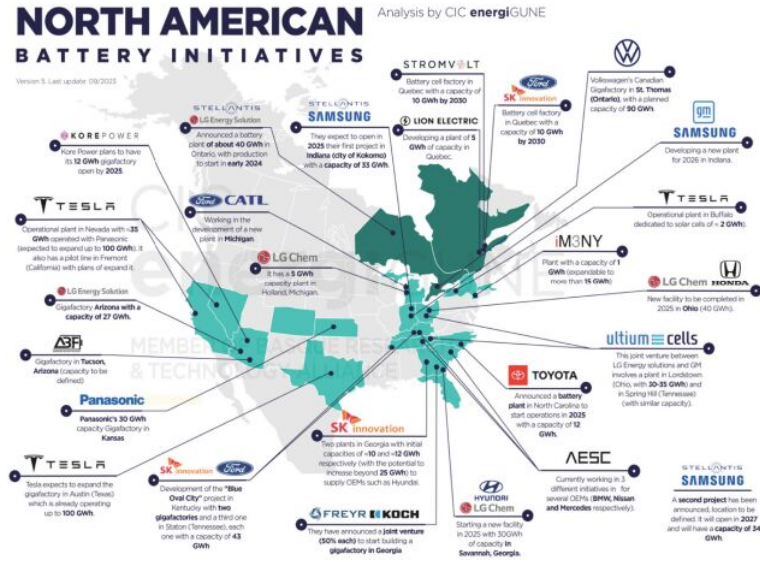 NORTH AMERICAN
BATTERY INITIATIVES
Analysis by CIC energiGUNE
Version 5. Last update: 09/2023
STROMVOLT
Battery cell factory in
Quebec with a capacity of
10 GWh by 2030
SK innovation
Ford
Battery cell factory
in Quebec with a
capacity of 10 GWh
by 2030
Volkswagen's Canadian
Gigafactory in St. Thomas
(Ontario), with a planned
capacity of 90 GWh.
gm
SAMSUNG
Developing a new plant
for 2026 in Indiana.
STELLANTIS
LG Energy Solution
Announced a battery
plant of about 40 GWh in
Ontario, with production
to start in early 2024
STELLANTIS
SAMSUNG
They expect to open in
2025 their first project in
Indiana (city of Kokomo)
with a capacity of 33 GWh.
LION ELECTRIC
Developing a plant of 5
GWh of capacity in
Quebec.
KOREPOWER
Kore Power plans to have
its 12 GWh gigafactory
open by 2025.
TESLA
Operational plant in Nevada with ~35
GWh operated with Panasonic
(expected to expand up to 100 GWh). It
also has a pilot line in Fremont
(California) with plans of expand it.
Ford CATL
Working in the
development of a new
plant in Michigan.
LG Chem
It has a 5 GWh
capacity plant in
Holland, Michigan.
TESLA
Operational plant in Buffalo
dedicated to solar cells of ≈ 2 GWh).
iM3NY
Plant with a capacity of 1
GWh (expandable to
more than 15 GWh)
LG Chem HONDA
New facility to be completed in
2025 in Ohio (40 GWh).
LG Energy Solution
Gigafactory Arizona with a
capacity of 27 GWh.
ABF
Gigafactory in Tucson,
Arizona (capacity to be
defined)
Panasonic
Panasonic's 30 GWh
capacity Gigafactory in
Kansas
ultium cells
This joint venture between
LG Energy solutions and GM
involves a plant in Lordstown
(Ohio, with 30-35 GWh) and
in Spring Hill (Tennessee)
(with similar capacity).
TOYOTA
Announced a battery
plant in North Carolina to
start operations in 2025
with a capacity of 12
GWh.
TESLA
Tesla expects to expand the
gigafactory in Austin (Texas)
which is already operating
up to 100 GWh.
SK innovation Ford
Development of the "Blue
Oval City" project in
Kentucky with two
gigafactories and a third one
in Staton (Tennessee), each
one with a capacity of 43
GWh
SK innovation
Two plants in Georgia with initial
capacities of ~10 and ~12 GWh
respectively (with the potential to
increase beyond 25 GWh) to
supply OEMs such as Hyundai.
FREYR KOCH
They have announced a joint venture
(50% each) to start building a
gigafactory in Georgia
HYUNDAI
LG Chem
Starting a new facility
in 2025 with 30GWh
of capacity in
Savannah, Georgia.
AESC
Currently working in 3
different initiatives in for
several OEMs (BMW, Nissan
and Mercedes respectively).
STELLANTIS
SAMSUNG
A second project has been
announced, location to be
defined. It will open in 2027
and will have a capacity of 34
GWh.
CIC
energiGUNE